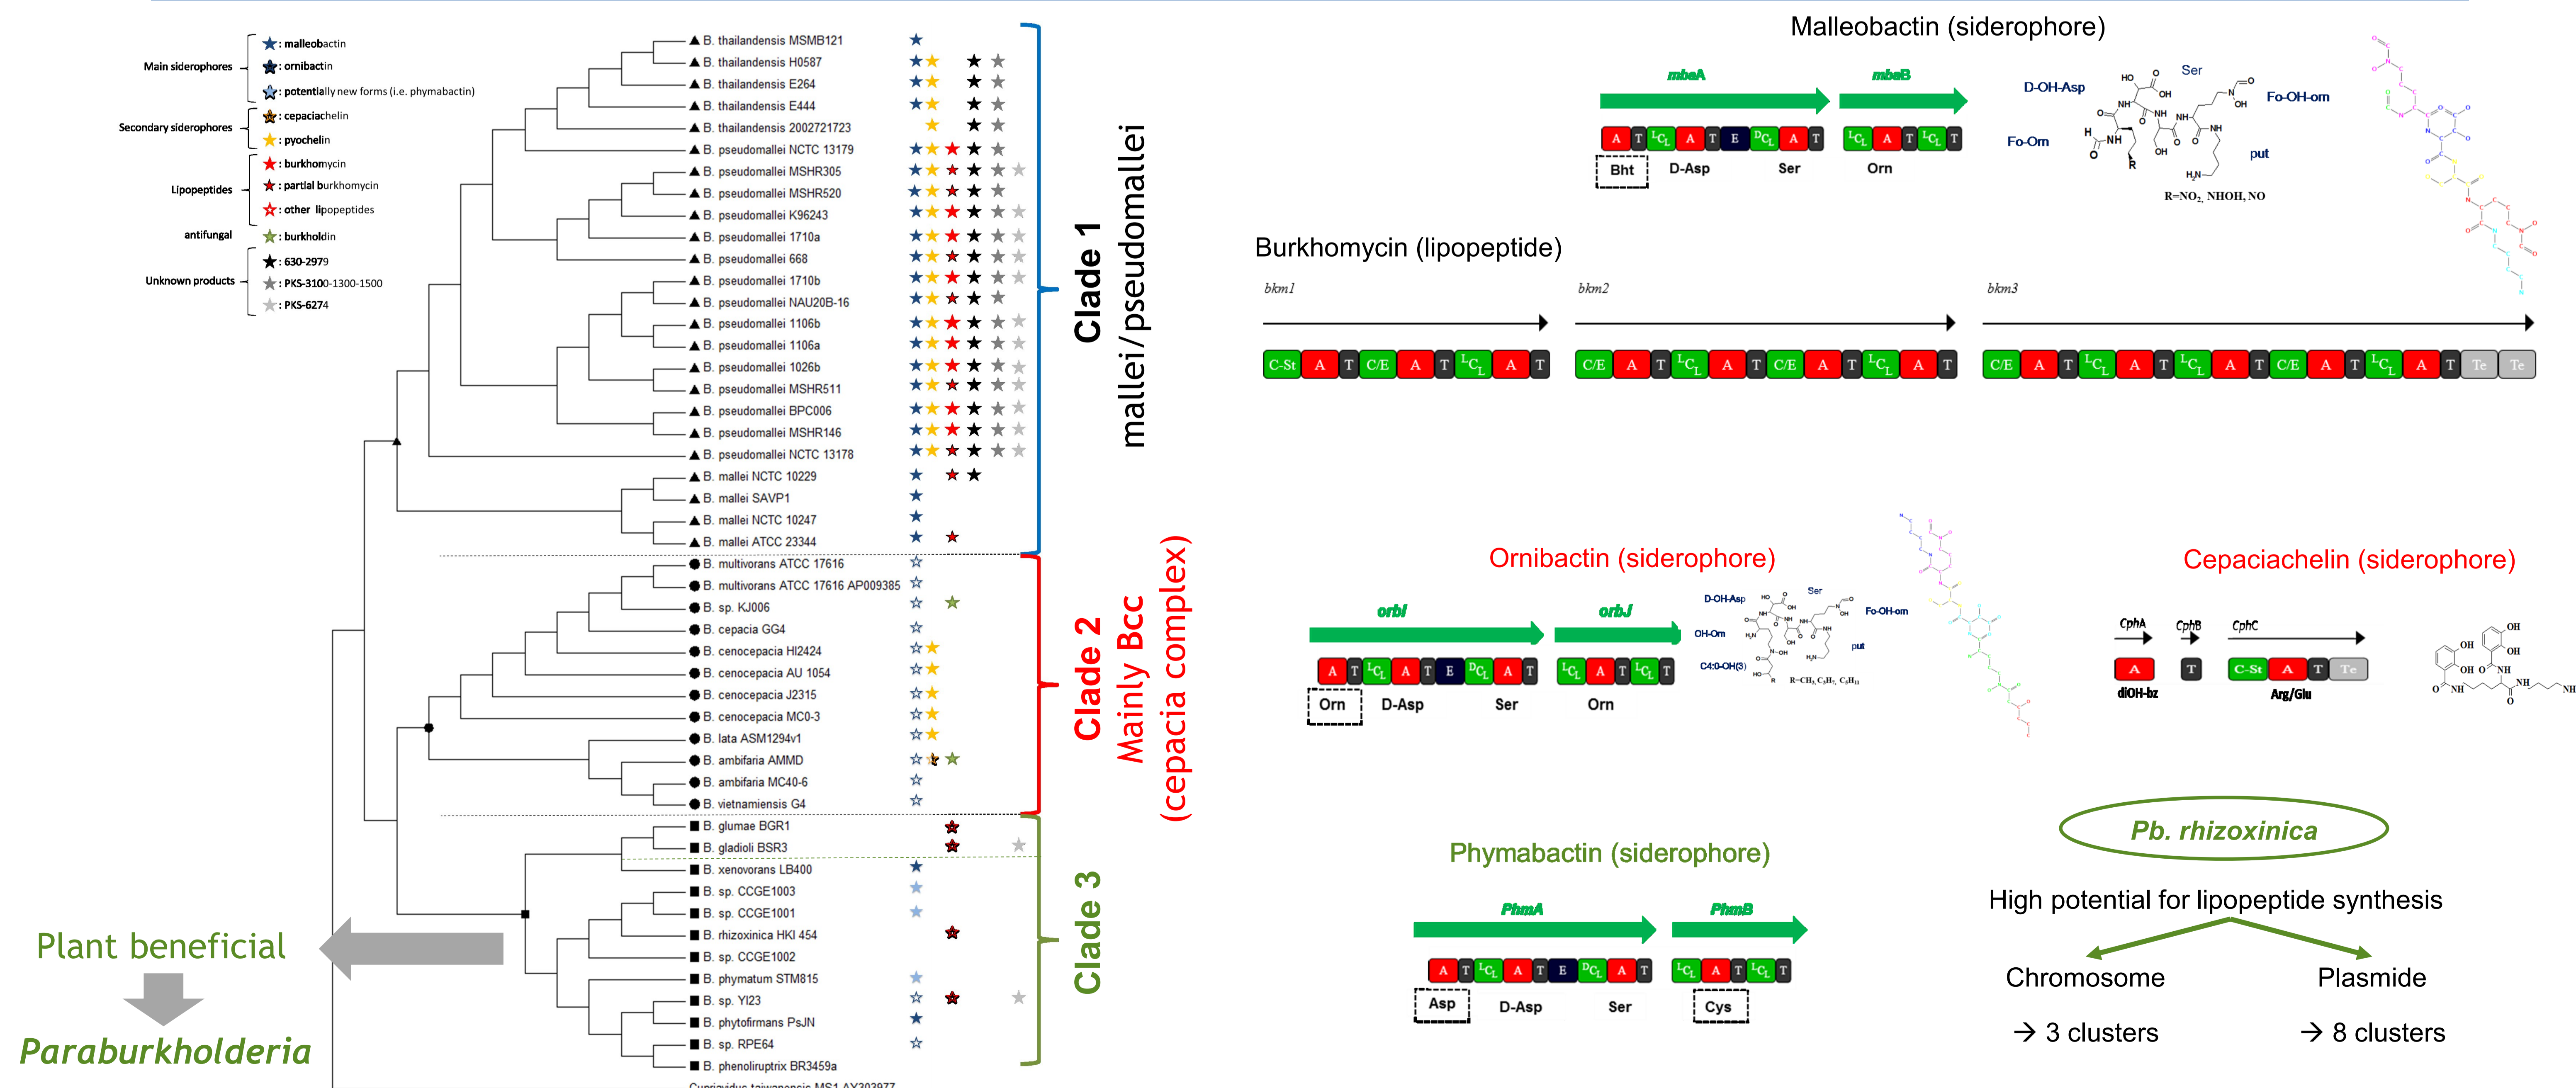 Main siderophores
: malleobactin
: ornibactin
: potentially new forms (i.e. phymabactin)
Secondary siderophores
: cepaciachelin
: pyochelin
Lipopeptides
: burkhomycin
: partial burkhomycin
: other lipopeptides
antifungal
: burkholdin
Unknown products
: 630-2979
: PKS-3100-1300-1500
: PKS-6274
B. thailandensis MSMB121
B. thailandensis H0587
B. thailandensis E264
B. thailandensis E444
B. thailandensis 2002721723
B. pseudomallei NCTC 13179
B. pseudomallei MSHR305
B. pseudomallei MSHR520
B. pseudomallei K96243
B. pseudomallei 1710a
B. pseudomallei 668
B. pseudomallei 1710b
B. pseudomallei NAU20B-16
B. pseudomallei 1106b
B. pseudomallei 1106a
B. pseudomallei 1026b
B. pseudomallei MSHR511
B. pseudomallei BPC006
B. pseudomallei MSHR146
B. pseudomallei NCTC 13178
B. mallei NCTC 10229
B. mallei SAVP1
B. mallei NCTC 10247
B. mallei ATCC 23344
B. multivorans ATCC 17616
B. multivorans ATCC 17616 AP009385
B. sp. KJ006
B. cepacia GG4
B. cenocepacia HI2424
B. cenocepacia AU 1054
B. cenocepacia J2315
B. cenocepacia MC0-3
B. lata ASM1294v1
B. ambifaria AMMD
B. ambifaria MC40-6
B. vietnamiensis G4
B. glumae BGR1
B. gladioli BSR3
B. xenovorans LB400
B. sp. CCGE1003
B. sp. CCGE1001
B. rhizoxinica HKI 454
B. sp. CCGE1002
B. phymatum STM815
B. sp. YI23
B. phytofirmans PsJN
B. sp. RPE64
B. phenoliruptrix BR3459a
Cupriavidus taiwanensis MS1 AY303977
Clade 1
mallei/pseudomallei
Clade 2
Mainly Bcc
(cepacia complex)
Clade 3
Plant beneficial
Paraburkholderia
Malleobactin (siderophore)
mbaA mbaB
A T LCL A T E DCL A T LCL A T LCL T
Bht D-Asp Ser Orn
D-OH-Asp
Ser
Fo-OH-orn
Fo-Orn
put
R=NO2, NHOH, NO
Burkhomycin (lipopeptide)
bkm1 bkm2 bkm3
C-St A T C/E A T LCL A T
C/E A T LCL A T C/E A T LCL A T
C/E A T LCL A T LCL A T C/E A T LCL A T Te Te
Ornibactin (siderophore)
orbI orbJ
A T LCL A T E DCL A T LCL A T LCL T
Orn D-Asp Ser Orn
D-OH-Asp
Ser
Fo-OH-orn
OH-Orn
put
C4:0-OH(3)
Cepaciachelin (siderophore)
CphA CphB CphC
A T C-St A T Te
diOH-bz Arg/Glu
Phymabactin (siderophore)
PhmA PhmB
A T LCL A T E DCL A T LCL A T LCL T
Asp D-Asp Ser Cys
Pb. rhizoxinica
High potential for lipopeptide synthesis
Chromosome Plasmide
→ 3 clusters → 8 clusters